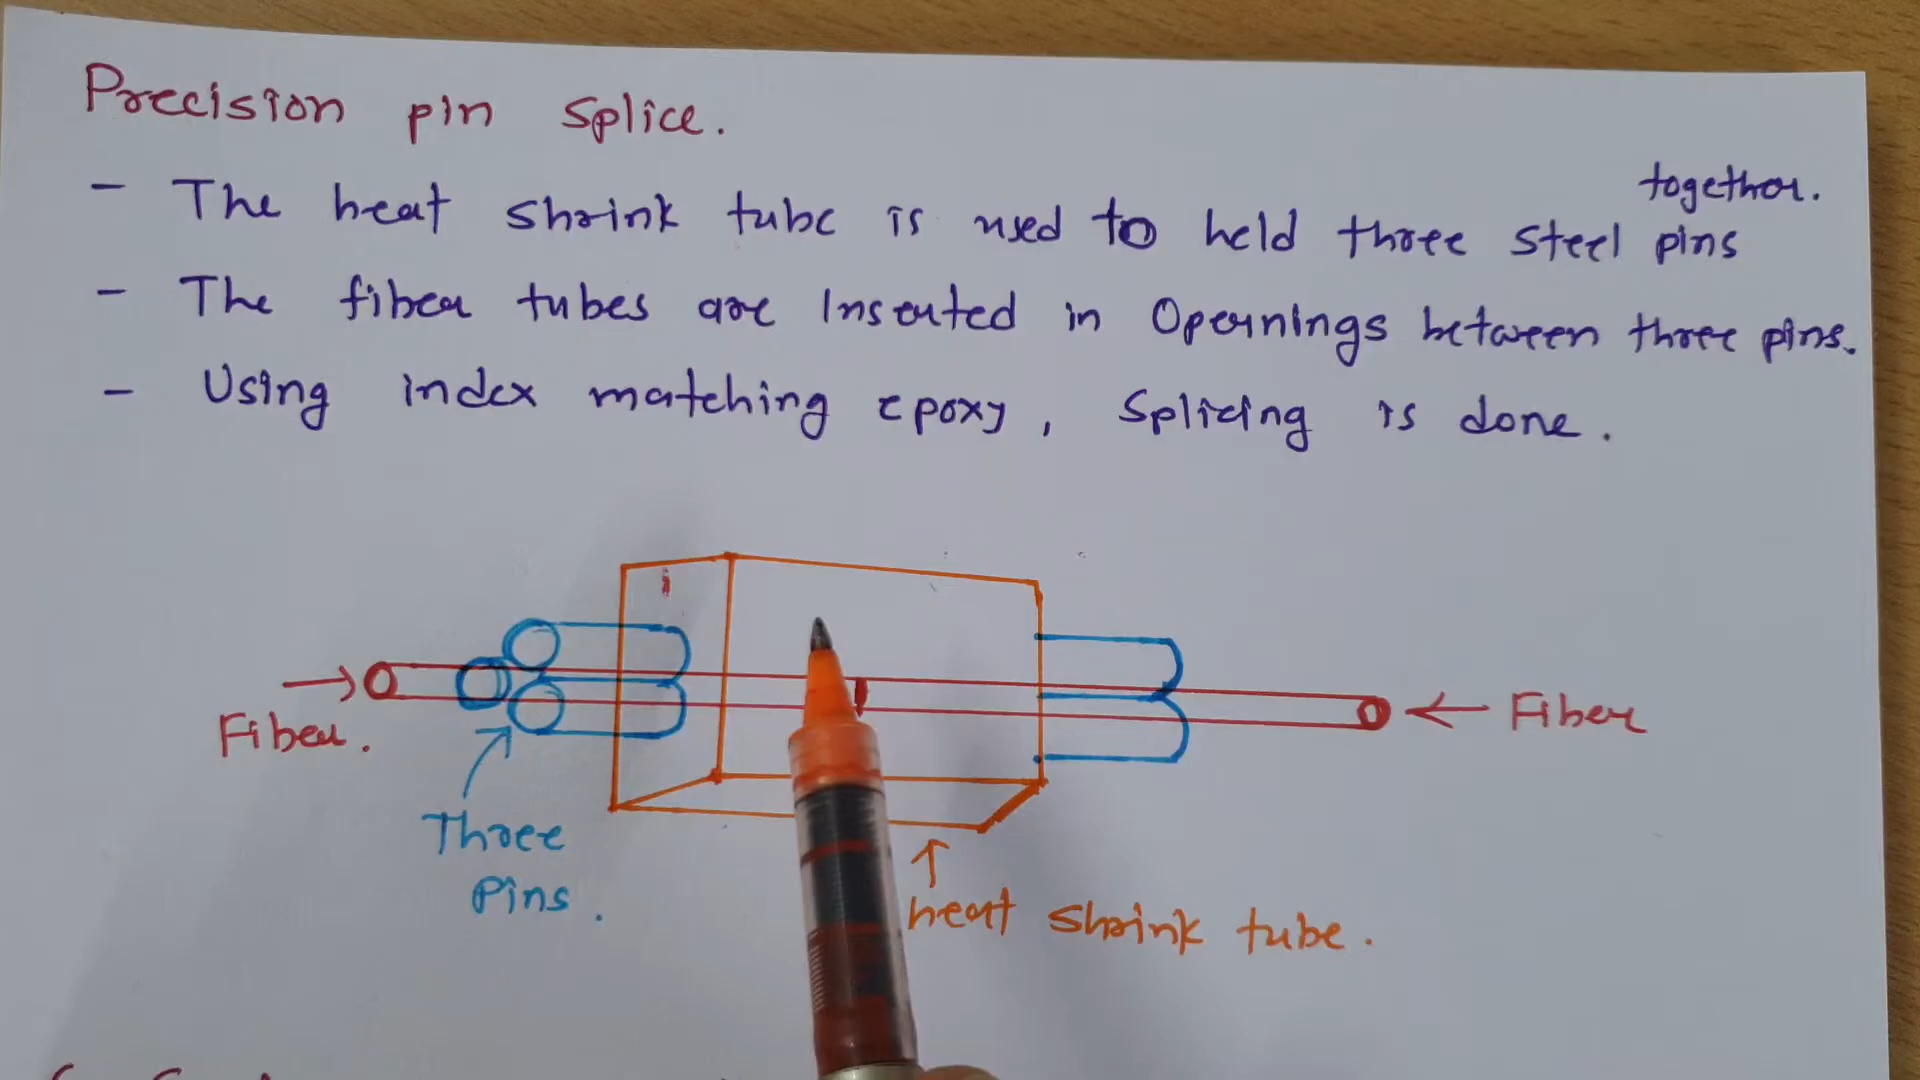 Precision pin splice.
together.
- The heat shrink tube is used to held three steel pins
- The fiber tubes are Inserted in Opernings between three pins.
- Using index matching epoxy, Splicing is done.
Fiber.
Fiber
Three
Pins.
heat shrink tube.